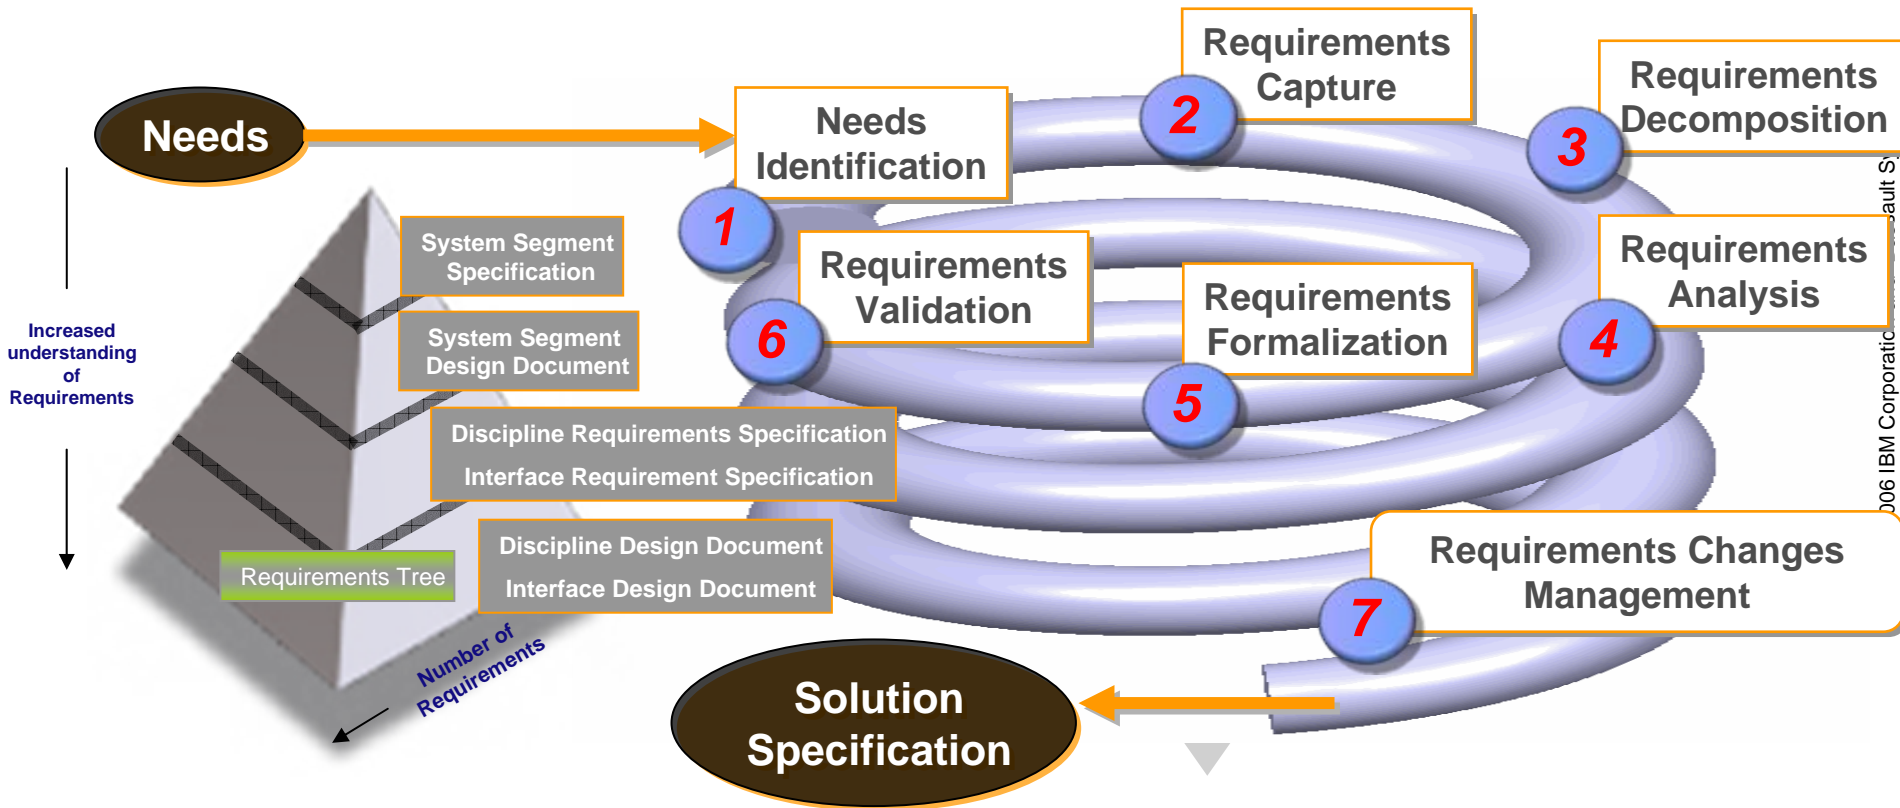 Needs
Needs
Identification
Requirements
Capture
Requirements
Decomposition
1
2
3
System Segment
Specification
Requirements
Validation
Requirements
Formalization
Requirements
Analysis
6
5
4
Increased
understanding
of
Requirements
System Segment
Design Document
Discipline Requirements Specification
Interface Requirement Specification
Discipline Design Document
Interface Design Document
Requirements Tree
Number of
Requirements
Requirements Changes
Management
7
Solution
Specification
006 IBM